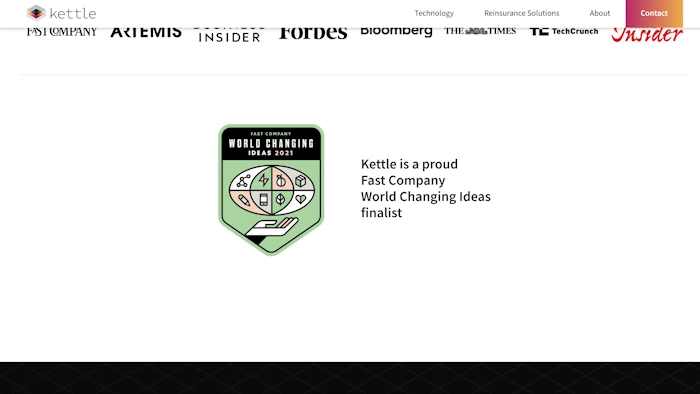 kettle
Technology
Reinsurance Solutions
About
Contact
FAST COMPANY
ARTEMIS
BUSINESS
INSIDER
Forbes
Bloomberg
THE TIMES
TechCrunch
Insider
FAST COMPANY
WORLD CHANGING
IDEAS 2021
Kettle is a proud
Fast Company
World Changing Ideas
finalist